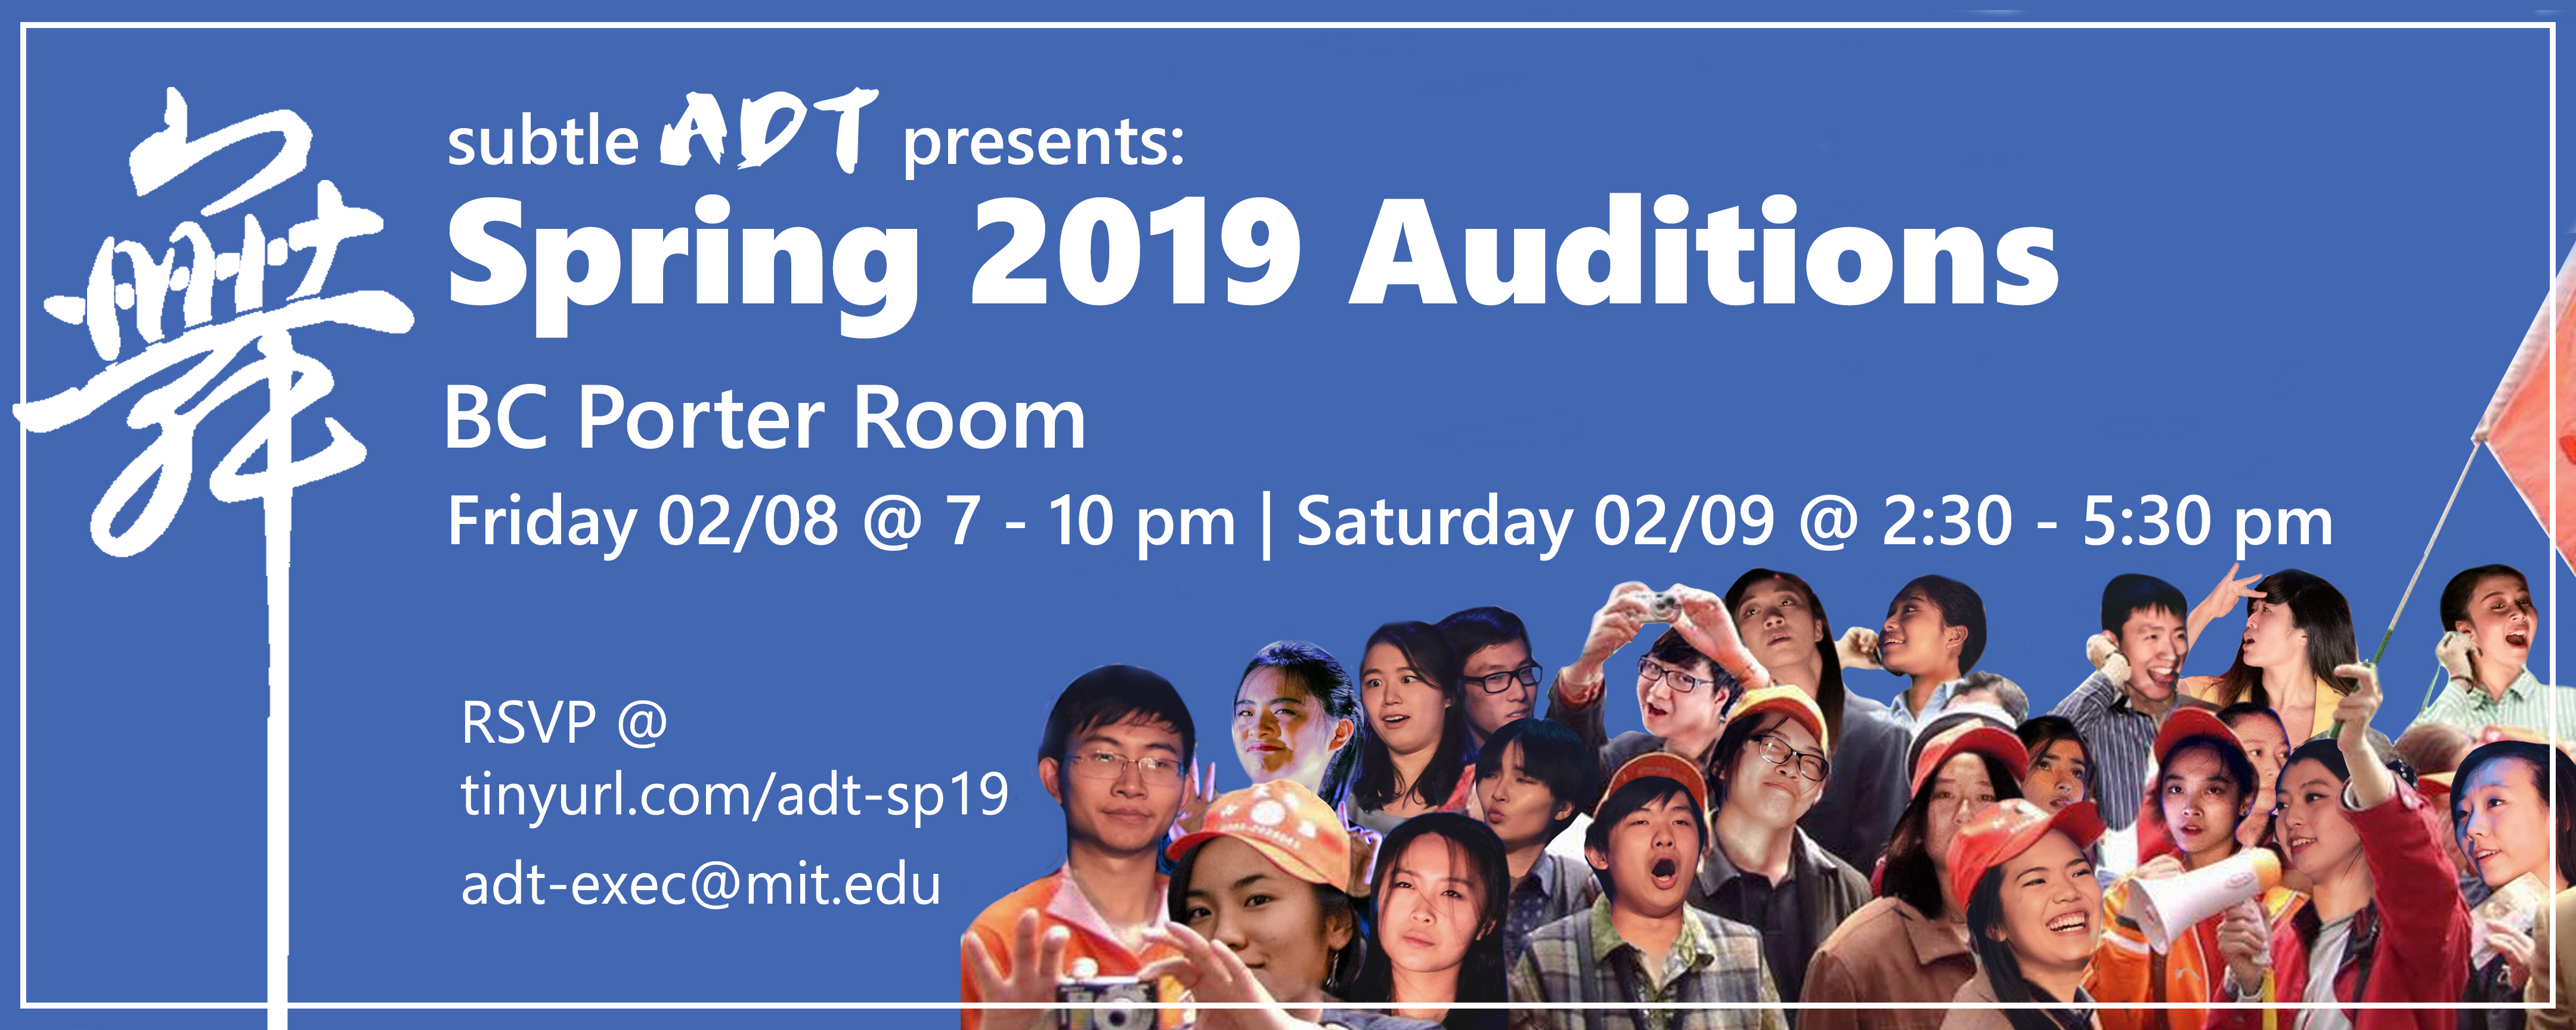 舞
subtle ADT presents:
Spring 2019 Auditions
BC Porter Room
Friday 02/08 @ 7 - 10 pm | Saturday 02/09 @ 2:30 - 5:30 pm
RSVP @
tinyurl.com/adt-sp19
adt-exec@mit.edu